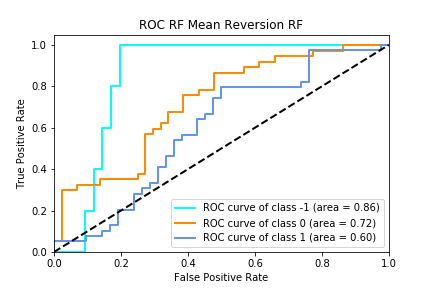 ROC RF Mean Reversion RF
1.0
0.8
0.6
0.4
0.2
0.0
True Positive Rate
ROC curve of class -1 (area = 0.86)
ROC curve of class 0 (area = 0.72)
ROC curve of class 1 (area = 0.60)
0.0 0.2 0.4 0.6 0.8 1.0
False Positive Rate